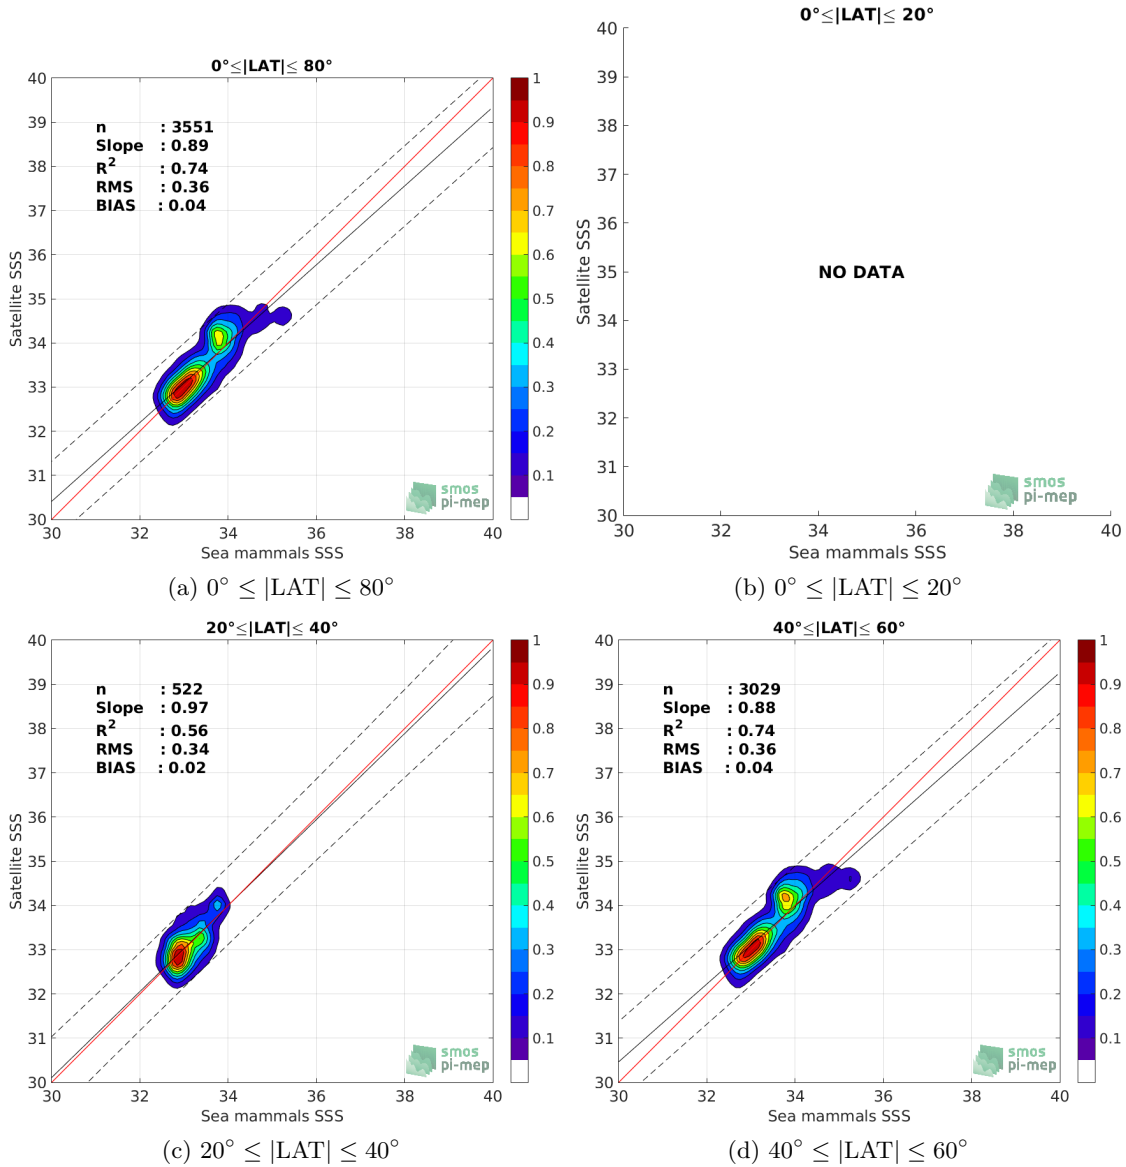 0°≤|LAT|≤ 80°
n : 3551
Slope : 0.89
R2 : 0.74
RMS : 0.36
BIAS : 0.04
40
39
38
37
36
35
34
33
32
31
30
30 32 34 36 38 40
Satellite SSS
Sea mammals SSS
1
0.9
0.8
0.7
0.6
0.5
0.4
0.3
0.2
0.1
smos
pi-mep
(a) 0° ≤ |LAT| ≤ 80°
0°≤|LAT|≤ 20°
40
39
38
37
36
35
34
33
32
31
30
30 32 34 36 38 40
Satellite SSS
NO DATA
Sea mammals SSS
smos
pi-mep
(b) 0° ≤ |LAT| ≤ 20°
20°≤|LAT|≤ 40°
n : 522
Slope : 0.97
R2 : 0.56
RMS : 0.34
BIAS : 0.02
40
39
38
37
36
35
34
33
32
31
30
30 32 34 36 38 40
Satellite SSS
Sea mammals SSS
1
0.9
0.8
0.7
0.6
0.5
0.4
0.3
0.2
0.1
smos
pi-mep
(c) 20° ≤ |LAT| ≤ 40°
40°≤|LAT|≤ 60°
n : 3029
Slope : 0.88
R2 : 0.74
RMS : 0.36
BIAS : 0.04
40
39
38
37
36
35
34
33
32
31
30
30 32 34 36 38 40
Satellite SSS
Sea mammals SSS
1
0.9
0.8
0.7
0.6
0.5
0.4
0.3
0.2
0.1
smos
pi-mep
(d) 40° ≤ |LAT| ≤ 60°